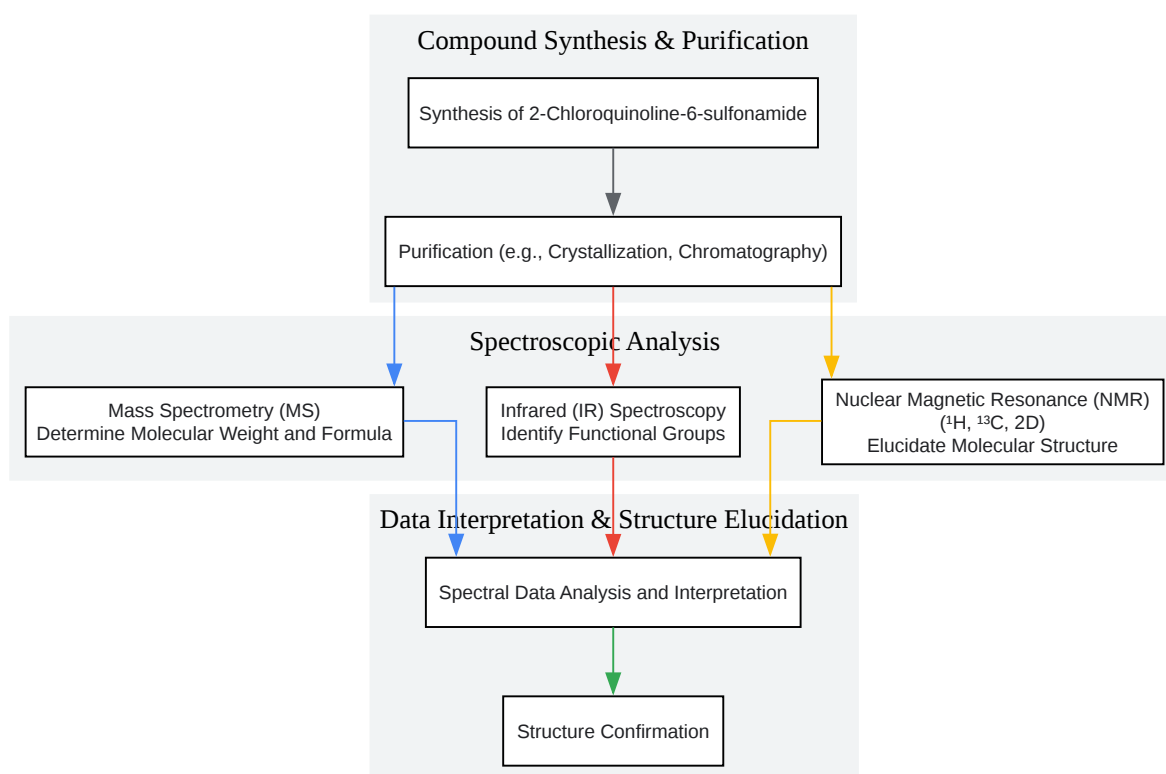 Compound Synthesis & Purification
Synthesis of 2-Chloroquinoline-6-sulfonamide
Purification (e.g., Crystallization, Chromatography)
Spectroscopic Analysis
Mass Spectrometry (MS)
Determine Molecular Weight and Formula
Infrared (IR) Spectroscopy
Identify Functional Groups
Nuclear Magnetic Resonance (NMR)
(¹H, ¹³C, 2D)
Elucidate Molecular Structure
Data Interpretation & Structure Elucidation
Spectral Data Analysis and Interpretation
Structure Confirmation